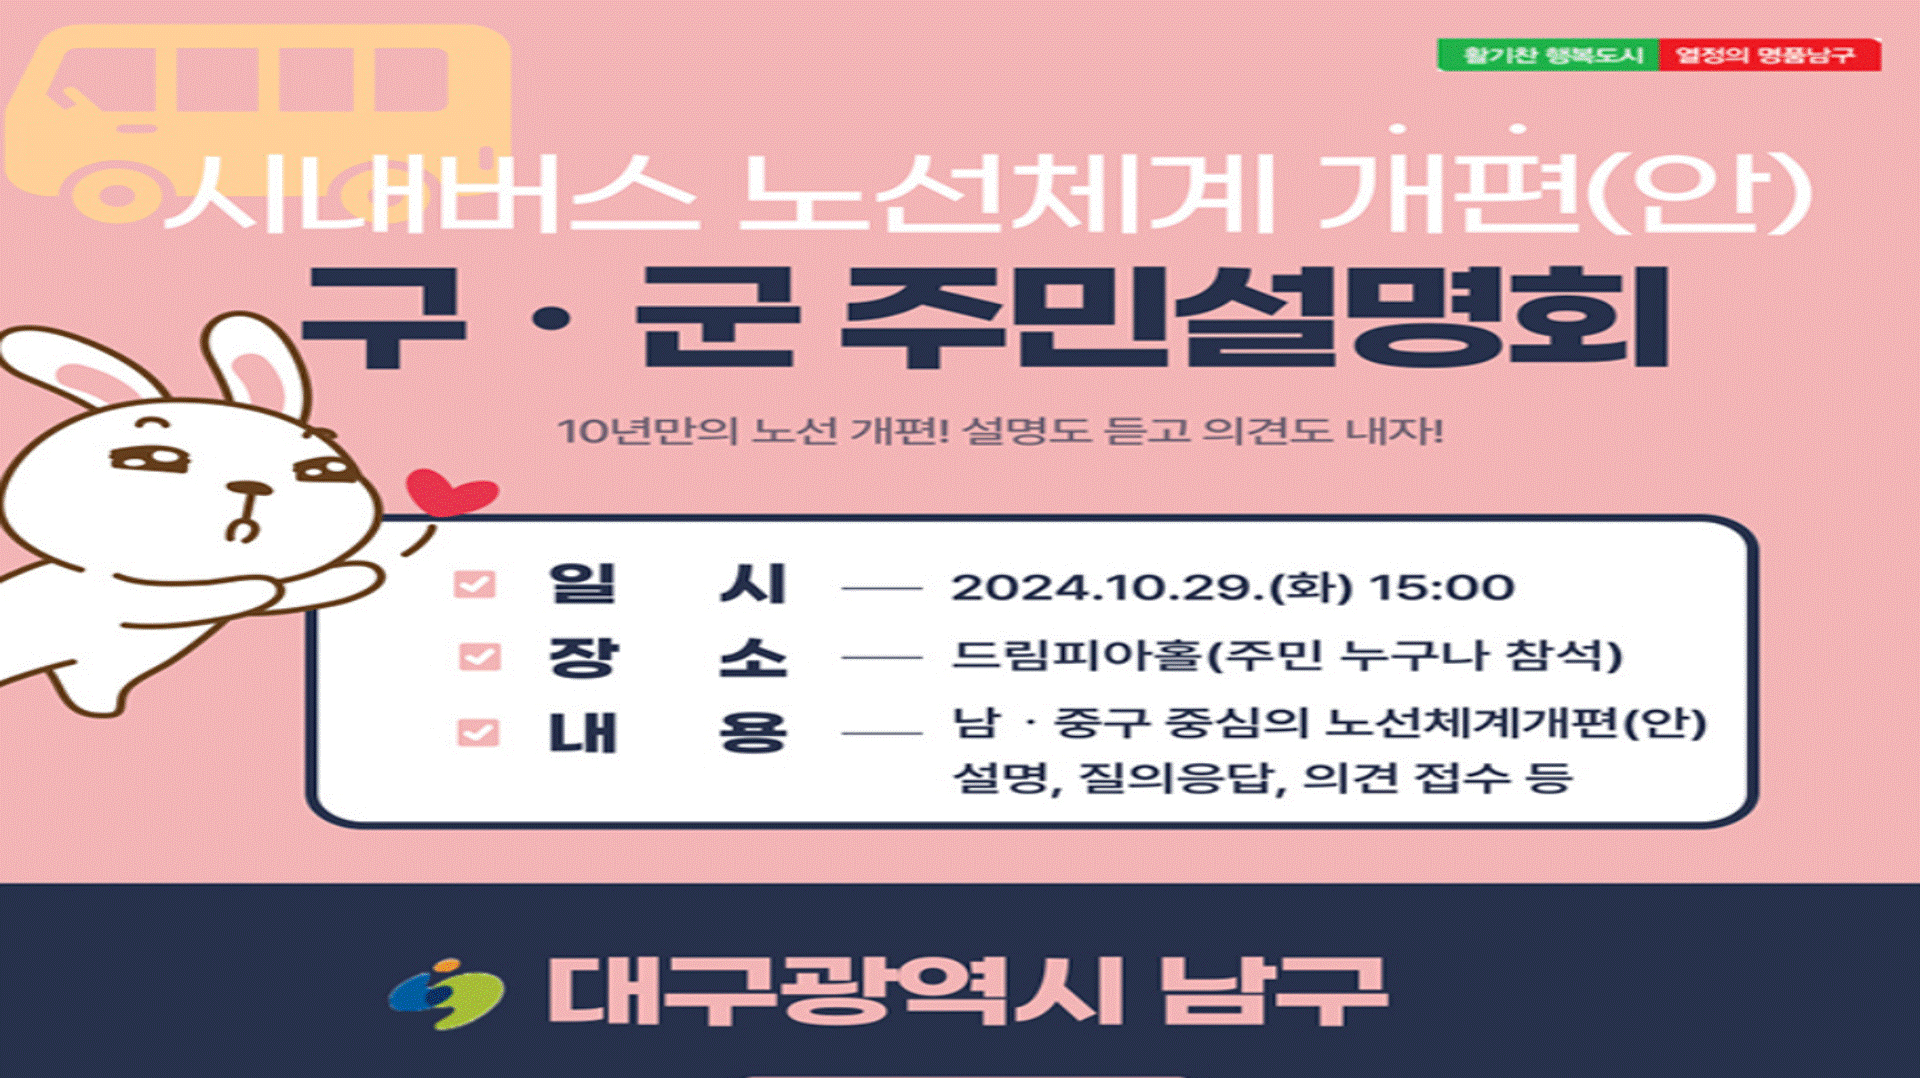 활기찬 행복도시 열정의 명품남구
시내버스 노선체계 개편(안)
구 · 군 주민설명회
10년만의 노선 개편! 설명도 듣고 의견도 내자!
일 시 — 2024.10.29.(화) 15:00
장 소 — 드림피아홀(주민 누구나 참석)
내 용 — 남 · 중구 중심의 노선체계개편(안)
설명, 질의응답, 의견 접수 등
대구광역시 남구